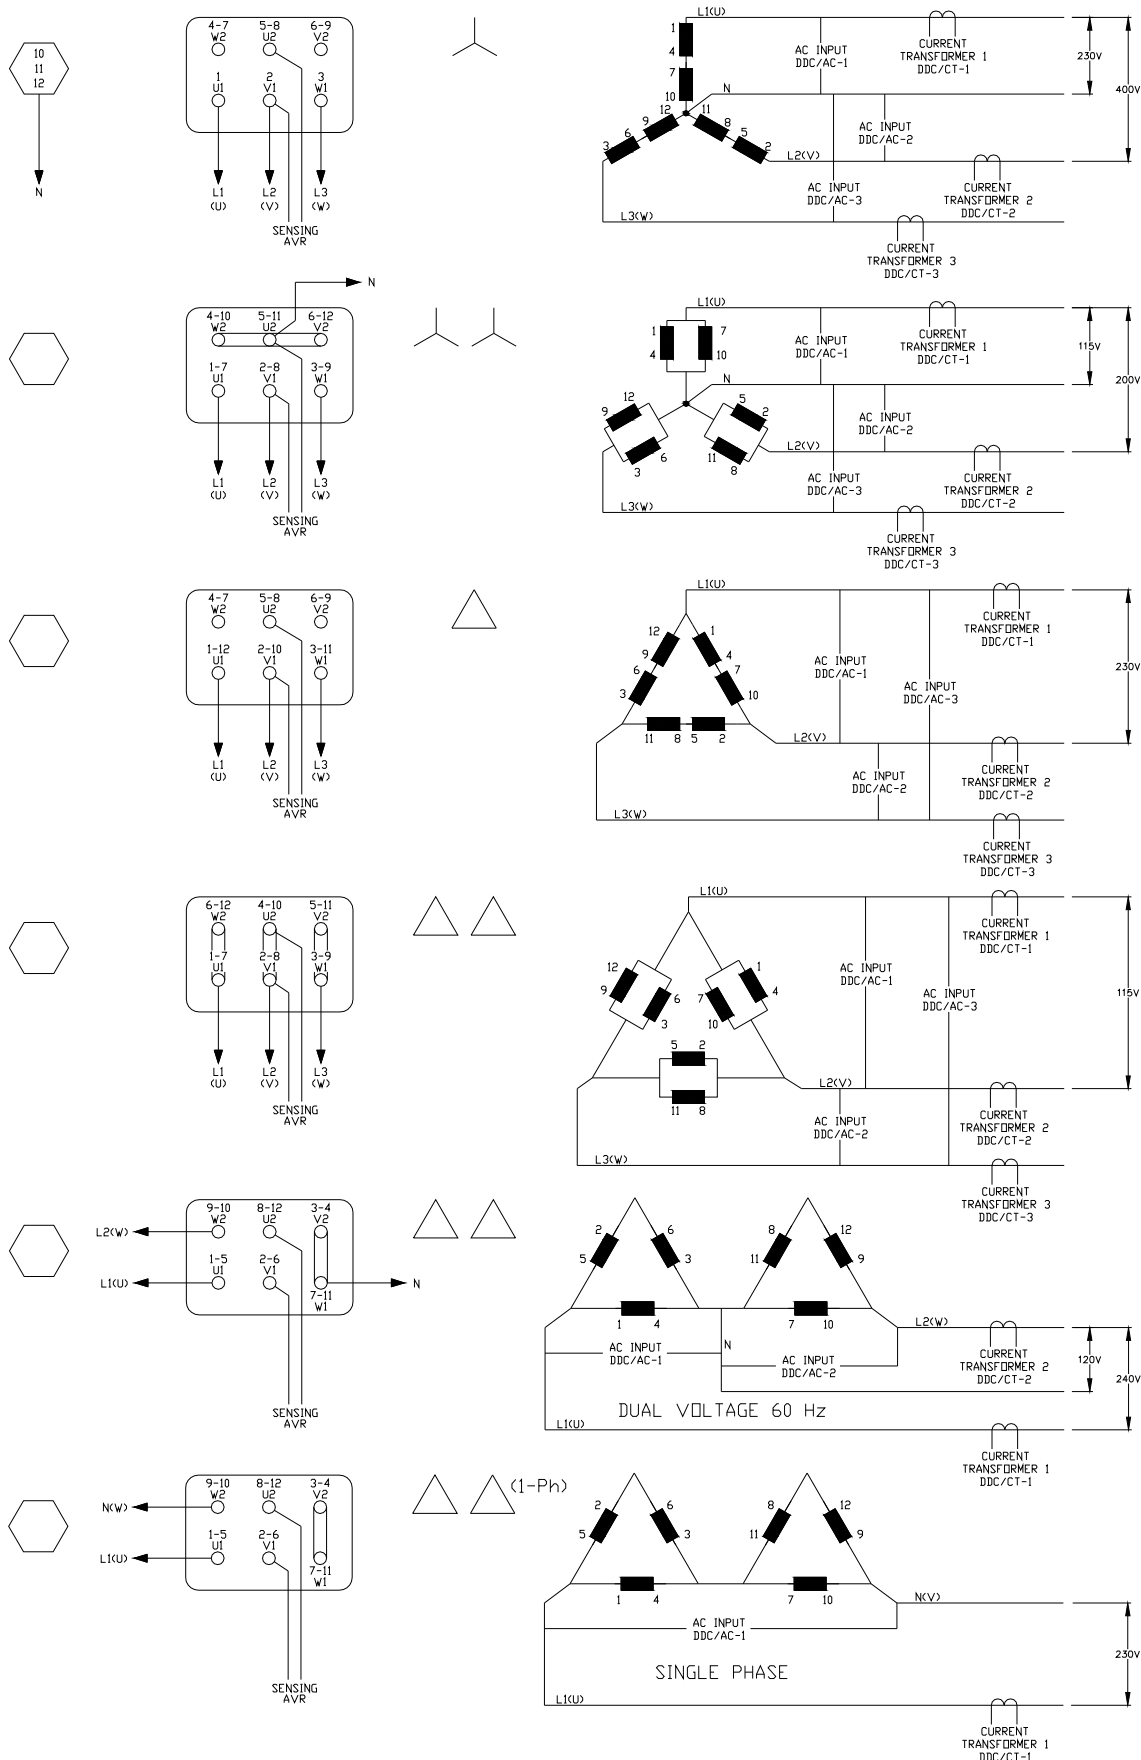 10
11
12
N
4-7 5-8 6-9
W2 U2 V2
1 2 3
U1 V1 W1
L1 L2 L3
(U) (V) (W)
SENSING
AVR
L1(U)
1
4
7
10
N
12
9
6
3
11
8
5
2
L2(V)
L3(W)
AC INPUT
DDC/AC-1
AC INPUT
DDC/AC-2
AC INPUT
DDC/AC-3
CURRENT
TRANSFORMER 1
DDC/CT-1
CURRENT
TRANSFORMER 2
DDC/CT-2
CURRENT
TRANSFORMER 3
DDC/CT-3
230V
400V
N
4-10 5-11 6-12
W2 U2 V2
1-7 2-8 3-9
U1 V1 W1
L1 L2 L3
(U) (V) (W)
SENSING
AVR
L1(U)
1 7
4 10
N
12
9
6
3
5
2
11
8
L2(V)
L3(W)
AC INPUT
DDC/AC-1
AC INPUT
DDC/AC-2
AC INPUT
DDC/AC-3
CURRENT
TRANSFORMER 1
DDC/CT-1
CURRENT
TRANSFORMER 2
DDC/CT-2
CURRENT
TRANSFORMER 3
DDC/CT-3
115V
200V
4-7 5-8 6-9
W2 U2 V2
1-12 2-10 3-11
U1 V1 W1
L1 L2 L3
(U) (V) (W)
SENSING
AVR
L1(U)
12 1
9 4
6 7
3 10
11 8 5 2
L2(V)
L3(W)
AC INPUT
DDC/AC-1
AC INPUT
DDC/AC-3
AC INPUT
DDC/AC-2
CURRENT
TRANSFORMER 1
DDC/CT-1
CURRENT
TRANSFORMER 2
DDC/CT-2
CURRENT
TRANSFORMER 3
DDC/CT-3
230V
6-12 4-10 5-11
W2 U2 V2
1-7 2-8 3-9
U1 V1 W1
L1 L2 L3
(U) (V) (W)
SENSING
AVR
L1(U)
12 1
9 6 7 4
3 10
5 2
11 8
L2(V)
L3(W)
AC INPUT
DDC/AC-1
AC INPUT
DDC/AC-3
AC INPUT
DDC/AC-2
CURRENT
TRANSFORMER 1
DDC/CT-1
CURRENT
TRANSFORMER 2
DDC/CT-2
CURRENT
TRANSFORMER 3
DDC/CT-3
115V
9-10 8-12 3-4
W2 U2 V2
L2(W)
1-5 2-6
U1 V1
L1(U)
7-11
W1
N
SENSING
AVR
2 6 8 12
5 3 11 9
1 4 7 10
L2(W)
N
AC INPUT
DDC/AC-1
AC INPUT
DDC/AC-2
CURRENT
TRANSFORMER 2
DDC/CT-2
120V
240V
DUAL VOLTAGE 60 Hz
L1(U)
CURRENT
TRANSFORMER 1
DDC/CT-1
9-10 8-12 3-4
W2 U2 V2
N(W)
1-5 2-6
U1 V1
L1(U)
7-11
W1
SENSING
AVR
(1-Ph)
2 6 8 12
5 3 11 9
1 4 7 10
N(V)
AC INPUT
DDC/AC-1
230V
SINGLE PHASE
L1(U)
CURRENT
TRANSFORMER 1
DDC/CT-1